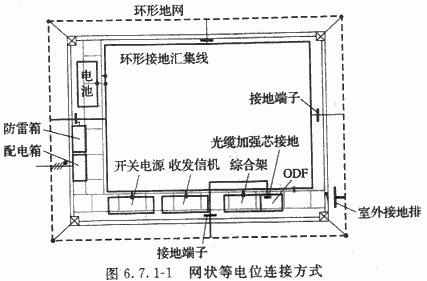 环形地网
环形接地汇集线
电池
接地端子
防雷箱
光缆加强芯接地
配电箱
开关电源 收发信机 综合架
ODF
室外接地排
接地端子
图 6.7.1-1 网状等电位连接方式